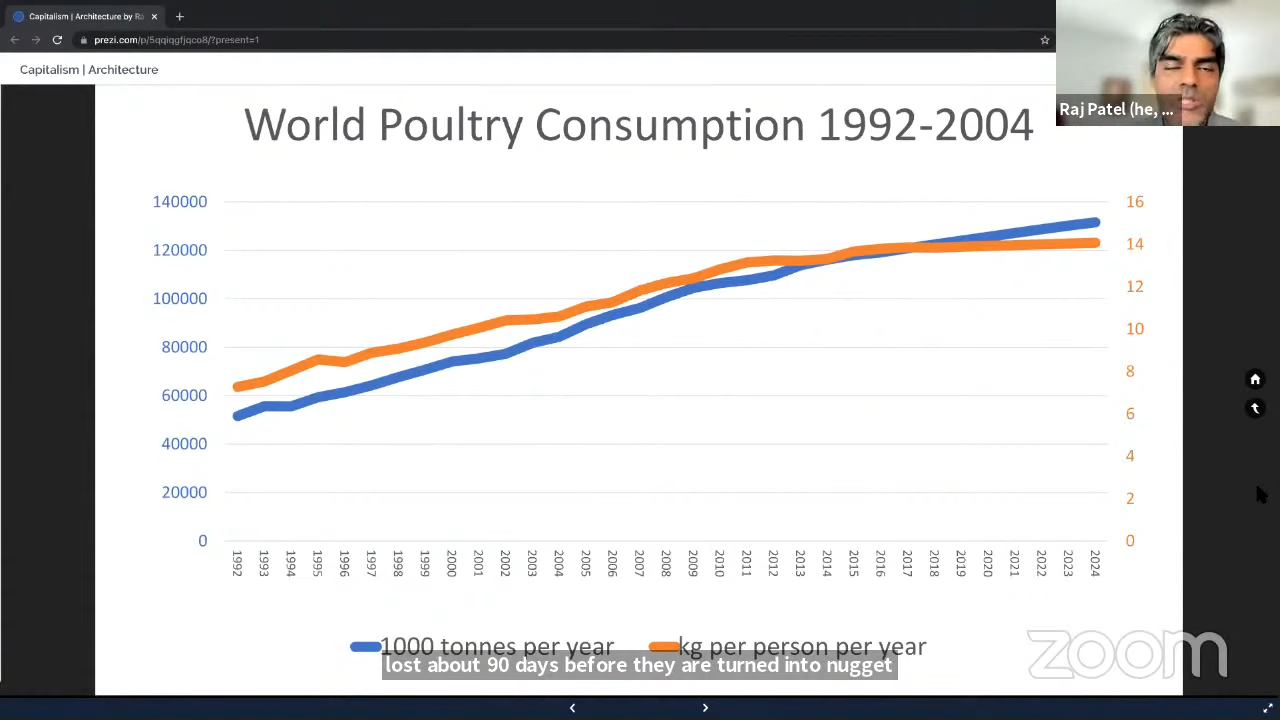 Capitalism | Architecture by Ra
prezi.com/p/5qqiqgfjqco8/?present=1
Capitalism | Architecture
Raj Patel (he, ...
World Poultry Consumption 1992-2004
140000
120000
100000
80000
60000
40000
20000
0
16
14
12
10
8
6
4
2
0
1992 1993 1994 1995 1996 1997 1998 1999 2000 2001 2002 2003 2004 2005 2006 2007 2008 2009 2010 2011 2012 2013 2014 2015 2016 2017 2018 2019 2020 2021 2022 2023 2024
1000 tonnes per year kg per person per year
lost about 90 days before they are turned into nugget
zoom